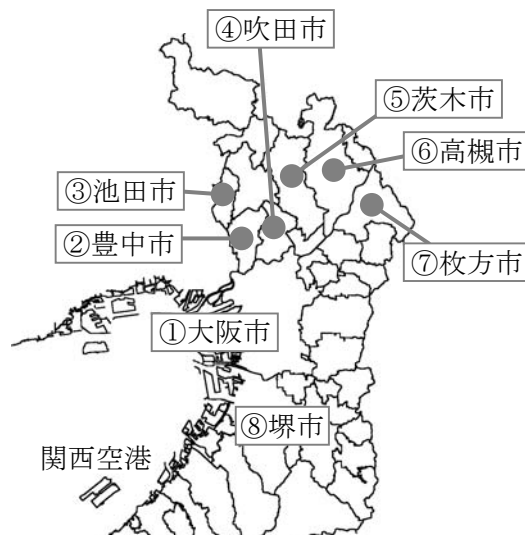 ④吹田市
⑤茨木市
⑥高槻市
③池田市
②豊中市
⑦枚方市
①大阪市
⑧堺市
関西空港